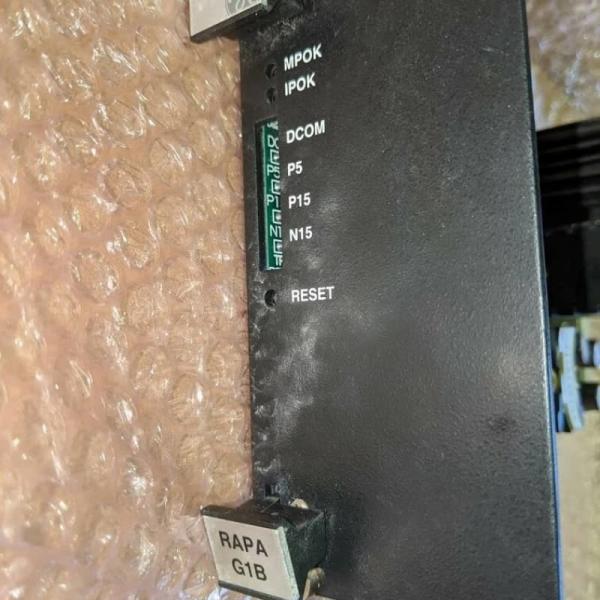 MPOK
IPOK
DCOM
P5
P15
N15
RESET
RAPA
G1B